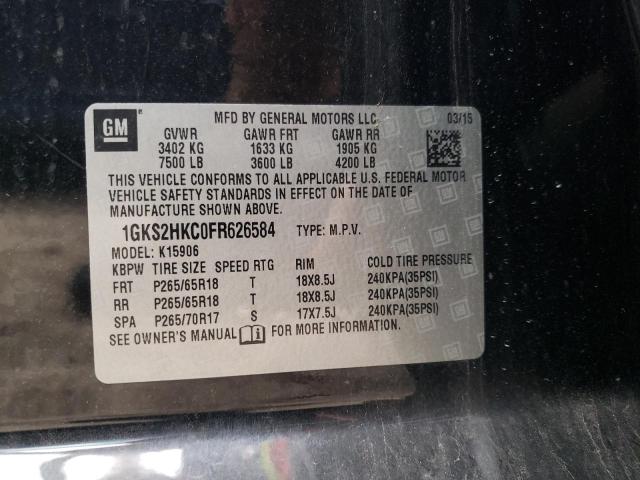 GM
MFD BY GENERAL MOTORS LLC 03/15
GVWR GAWR FRT GAWR RR
3402 KG 1633 KG 1905 KG
7500 LB 3600 LB 4200 LB
THIS VEHICLE CONFORMS TO ALL APPLICABLE U.S. FEDERAL MOTOR
VEHICLE SAFETY STANDARDS IN EFFECT ON THE DATE OF
MANUFACTURE SHOWN ABOVE.
1GKS2HKC0FR626584 TYPE: M.P.V.
MODEL: K15906
KBPW TIRE SIZE SPEED RTG RIM COLD TIRE PRESSURE
FRT P265/65R18 T 18X8.5J 240KPA(35PSI)
RR P265/65R18 T 18X8.5J 240KPA(35PSI)
SPA P265/70R17 S 17X7.5J 240KPA(35PSI)
SEE OWNER'S MANUAL FOR MORE INFORMATION.